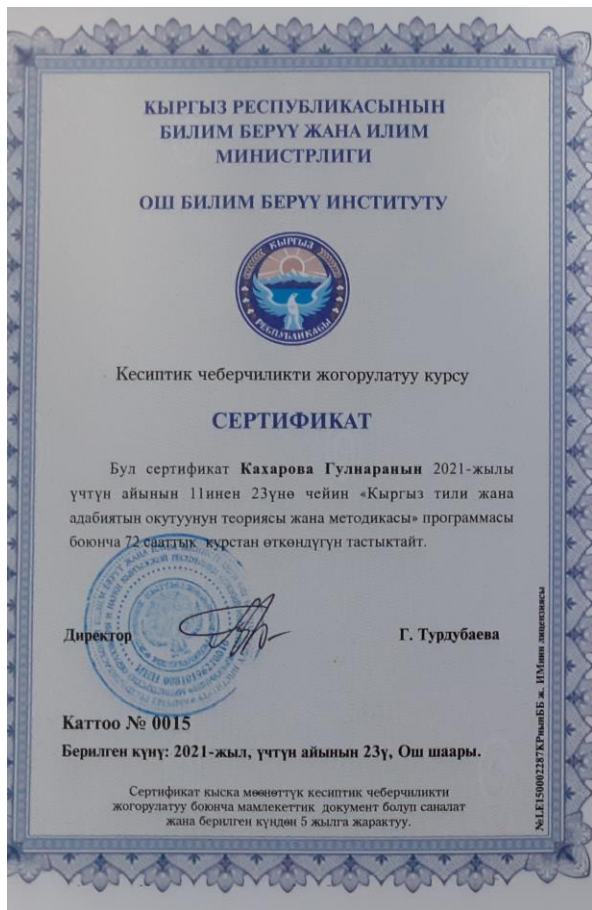 КЫРГЫЗ РЕСПУБЛИКАСЫНЫН
БИЛИМ БЕРҮҮ ЖАНА ИЛИМ
МИНИСТРЛИГИ
ОШ БИЛИМ БЕРҮҮ ИНСТИТУТУ
КЫРГЫЗ
РЕСПУБЛИКАСЫ
Кесиптик чеберчиликти жогорулатуу курсу
СЕРТИФИКАТ
Бул сертификат Кахарова Гулнаранын 2021-жылы
үчтүн айынын 11инен 23үнө чейин «Кыргыз тили жана
адабиятын окутуунун теориясы жана методикасы» программасы
боюнча 72 сааттык курстан өткөндүгүн тастыктайт.
Директор
Г. Турдубаева
Каттоо № 0015
Берилген күнү: 2021-жыл, үчтүн айынын 23ү, Ош шаары.
Сертификат кыска мөөнөттүк кесиптик чеберчиликти
жогорулатуу боюнча мамлекеттик документ болуп саналат
жана берилген күндөн 5 жылга жарактуу.
№LE150002287КРнынББ ж. ИМнин лицензиясы